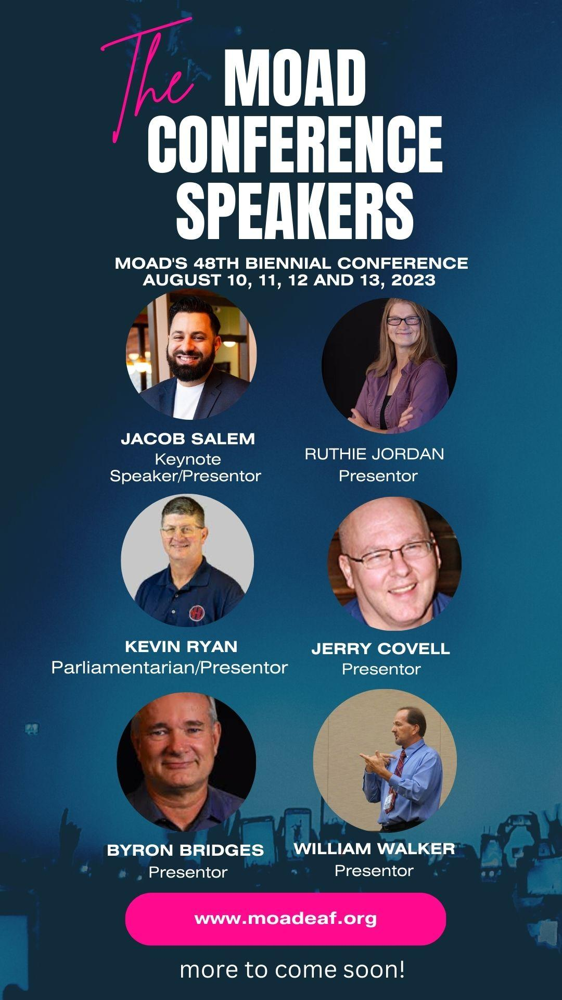 The MOAD
CONFERENCE
SPEAKERS
MOAD'S 48TH BIENNIAL CONFERENCE
AUGUST 10, 11, 12 AND 13, 2023
JACOB SALEM
Keynote
Speaker/Presentor
RUTHIE JORDAN
Presentor
KEVIN RYAN
Parliamentarian/Presentor
JERRY COVELL
Presentor
BYRON BRIDGES
Presentor
WILLIAM WALKER
Presentor
www.moadeaf.org
more to come soon!